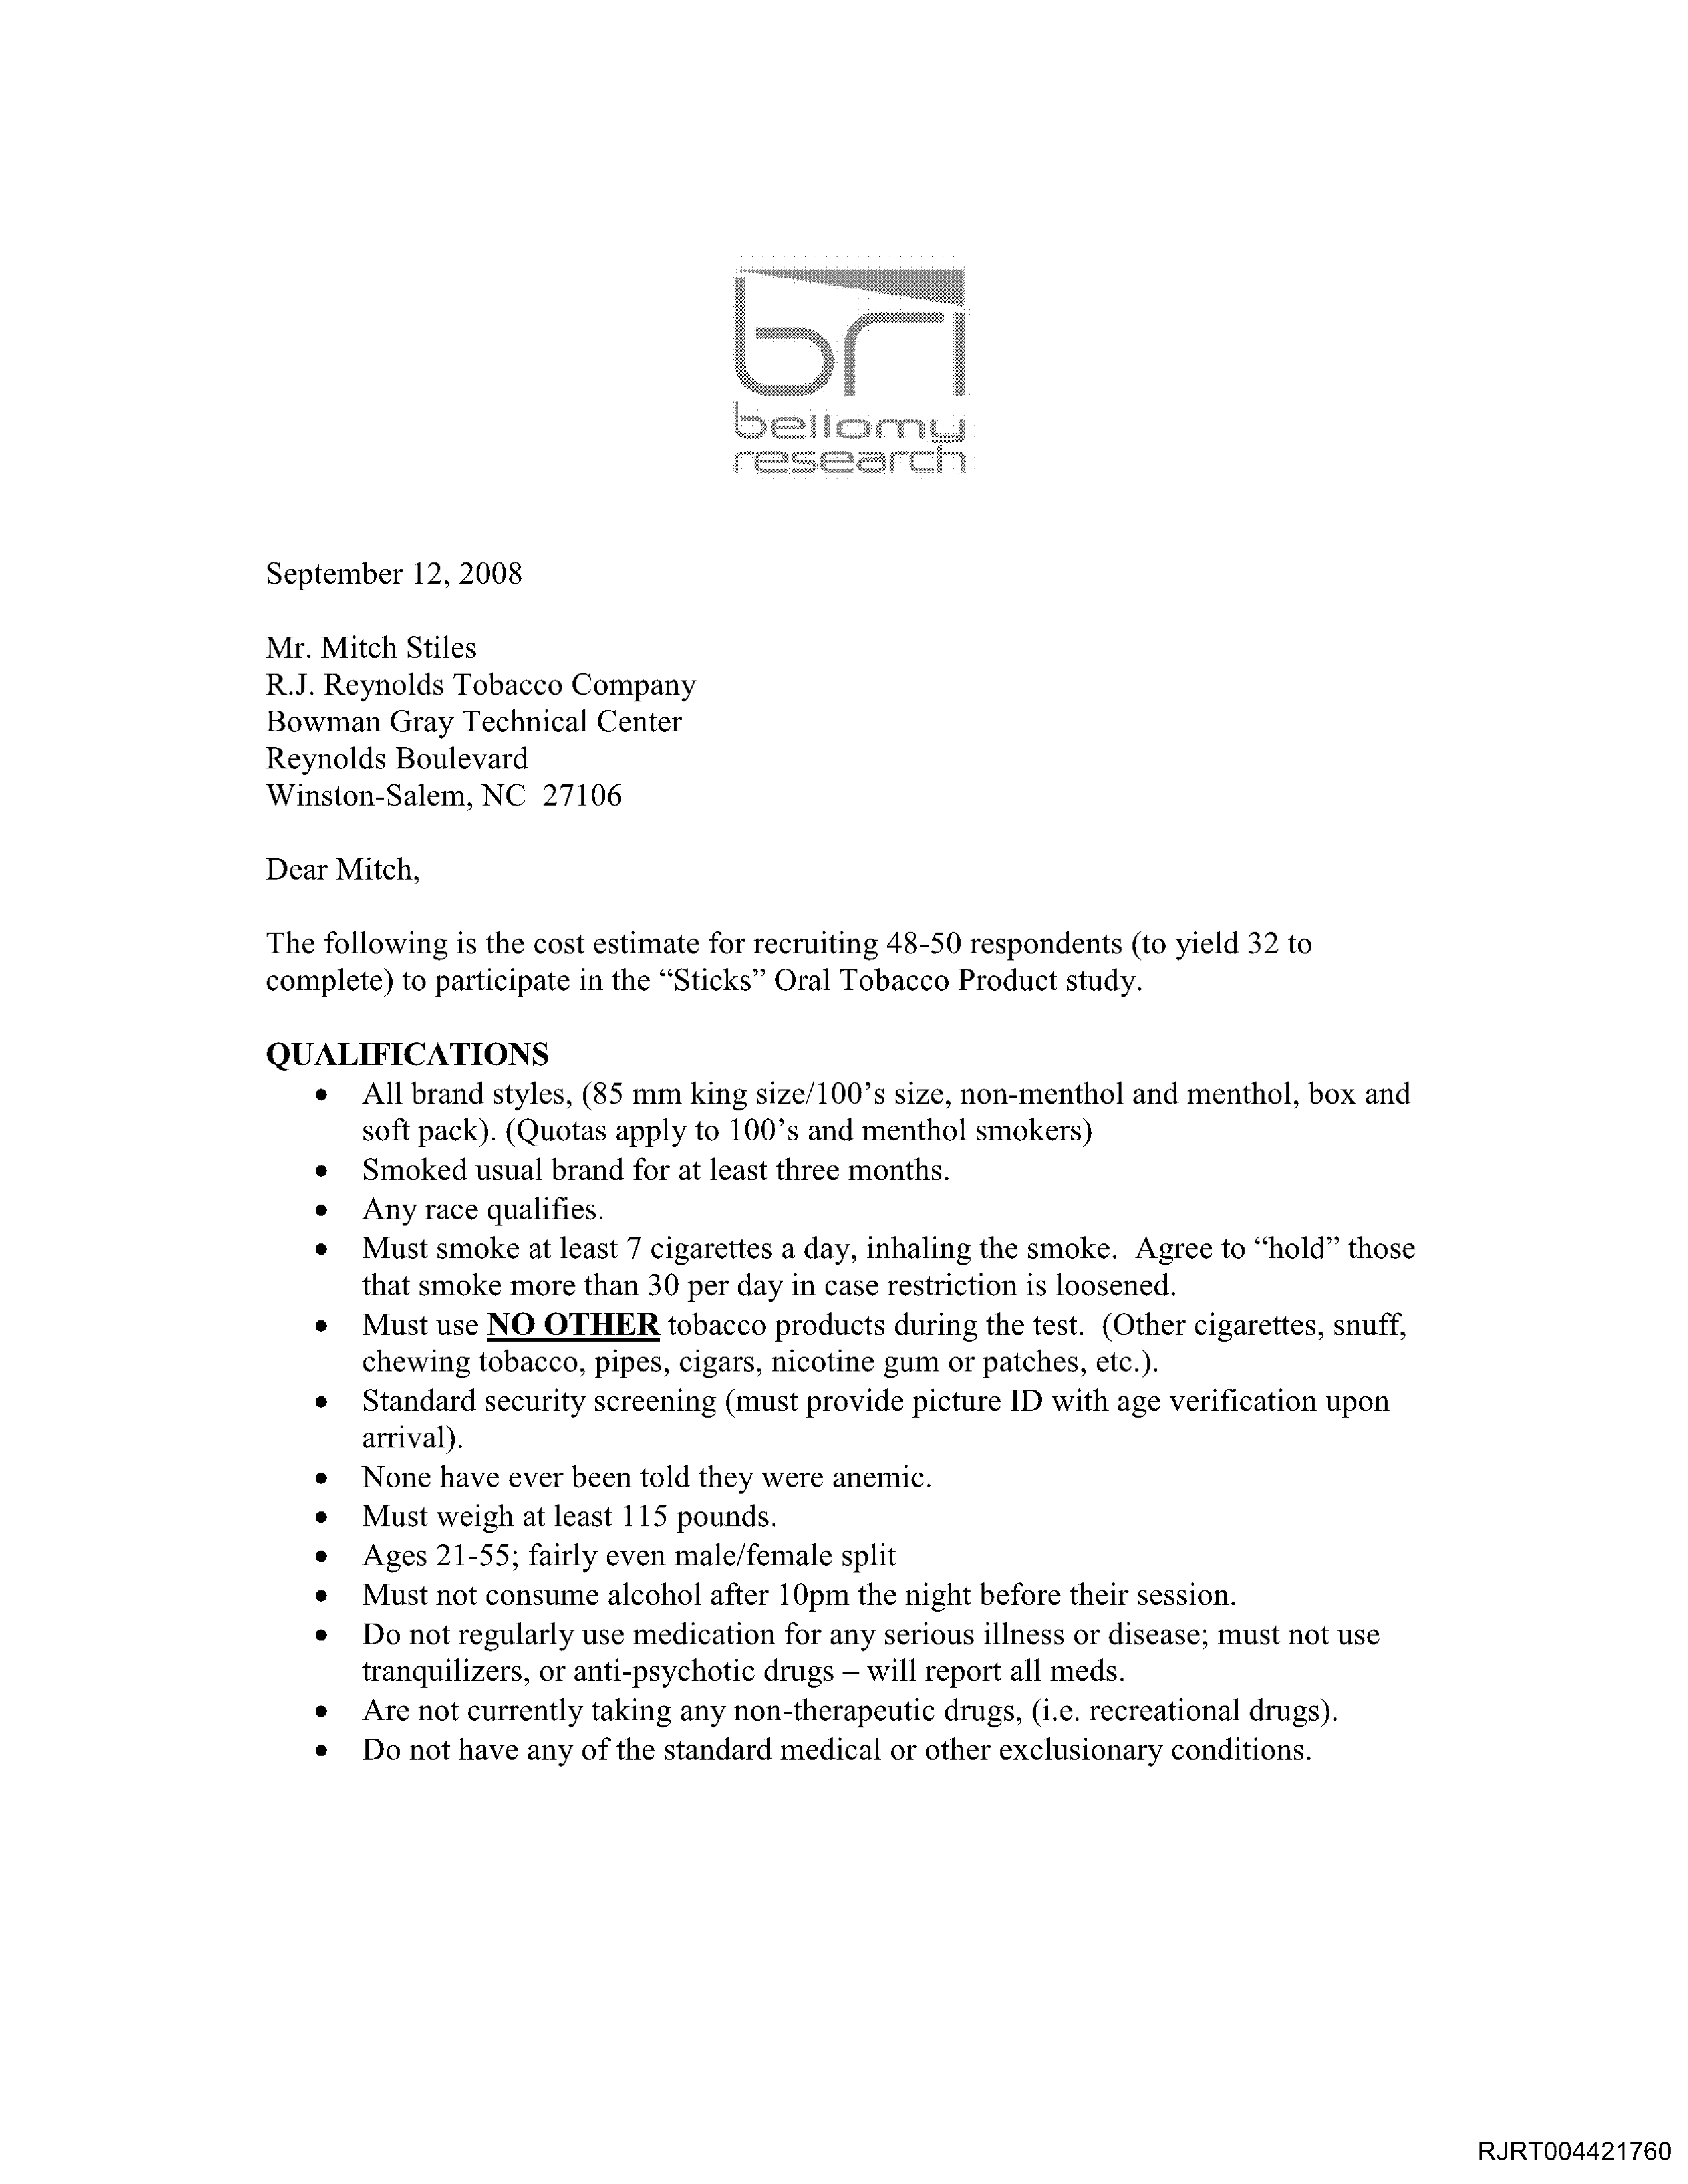 bri
bellomy
research
September 12, 2008
Mr. Mitch Stiles
R.J. Reynolds Tobacco Company
Bowman Gray Technical Center
Reynolds Boulevard
Winston-Salem, NC  27106
Dear Mitch,
The following is the cost estimate for recruiting 48-50 respondents (to yield 32 to
complete) to participate in the “Sticks” Oral Tobacco Product study.
QUALIFICATIONS
• All brand styles, (85 mm king size/100’s size, non-menthol and menthol, box and
soft pack). (Quotas apply to 100’s and menthol smokers)
• Smoked usual brand for at least three months.
• Any race qualifies.
• Must smoke at least 7 cigarettes a day, inhaling the smoke.  Agree to “hold” those
that smoke more than 30 per day in case restriction is loosened.
• Must use NO OTHER tobacco products during the test.  (Other cigarettes, snuff,
chewing tobacco, pipes, cigars, nicotine gum or patches, etc.).
• Standard security screening (must provide picture ID with age verification upon
arrival).
• None have ever been told they were anemic.
• Must weigh at least 115 pounds.
• Ages 21-55; fairly even male/female split
• Must not consume alcohol after 10pm the night before their session.
• Do not regularly use medication for any serious illness or disease; must not use
tranquilizers, or anti-psychotic drugs – will report all meds.
• Are not currently taking any non-therapeutic drugs, (i.e. recreational drugs).
• Do not have any of the standard medical or other exclusionary conditions.
RJRT004421760